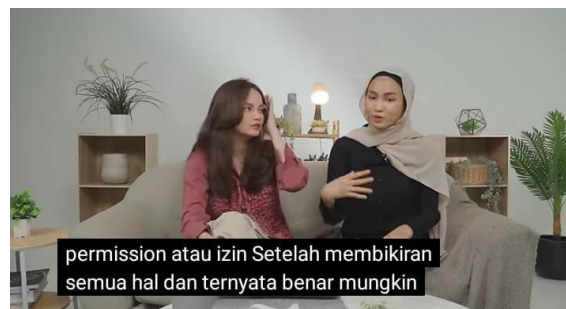 permission atau izin Setelah membikiran
semua hal dan ternyata benar mungkin